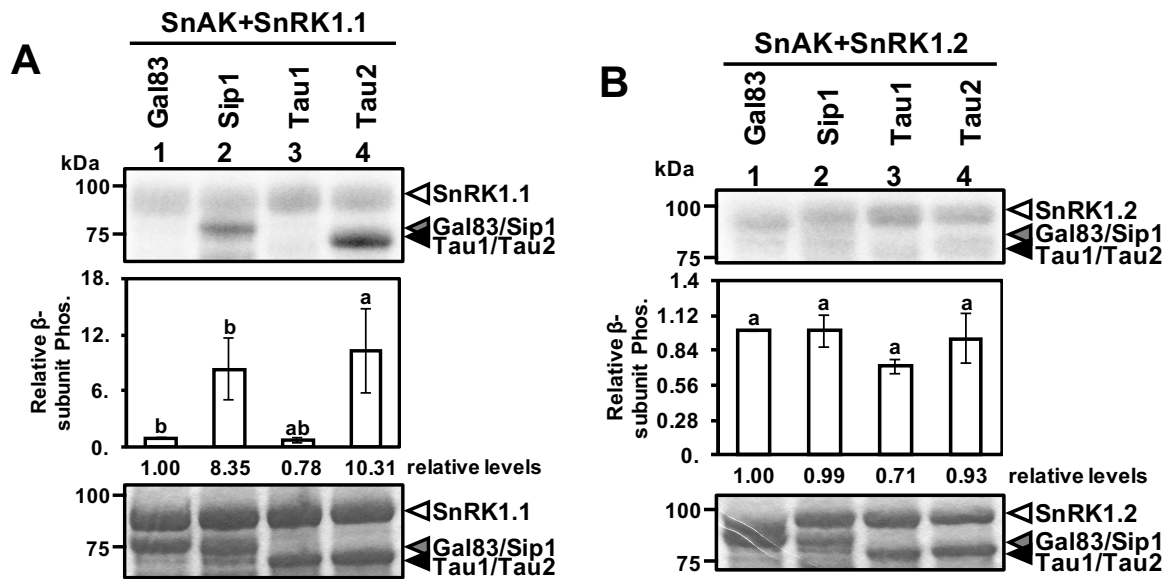 A
SnAK+SnRK1.1
Gal83
Sip1
Tau1
Tau2
1 2 3 4
kDa
100
75
SnRK1.1
Gal83/Sip1
Tau1/Tau2
Relative β-
subunit Phos.
18.
12.
6.
0.
b
b
ab
a
1.00 8.35 0.78 10.31 relative levels
100
75
SnRK1.1
Gal83/Sip1
Tau1/Tau2
B
SnAK+SnRK1.2
Gal83
Sip1
Tau1
Tau2
1 2 3 4
kDa
100
75
SnRK1.2
Gal83/Sip1
Tau1/Tau2
Relative β-
subunit Phos.
1.4
1.12
0.84
0.56
0.28
0.
a
a
a
a
1.00 0.99 0.71 0.93 relative levels
100
75
SnRK1.2
Gal83/Sip1
Tau1/Tau2